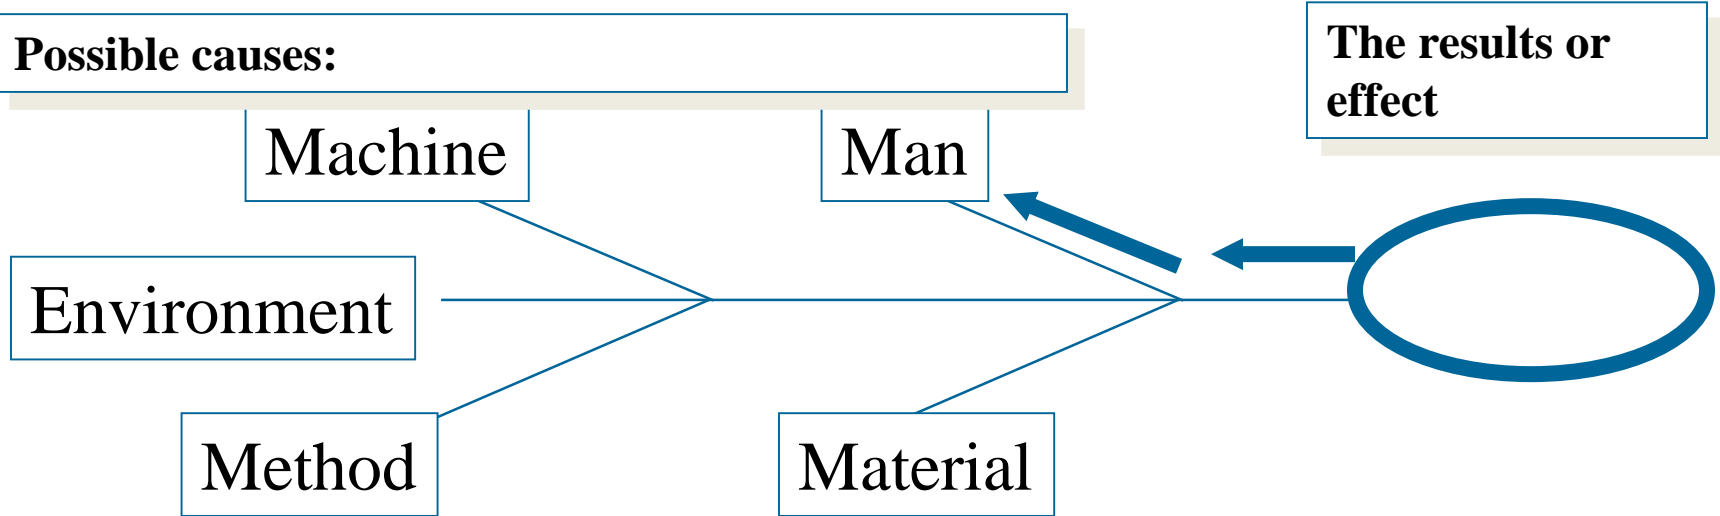 Possible causes:
The results or
effect
Machine
Man
Environment
Method
Material